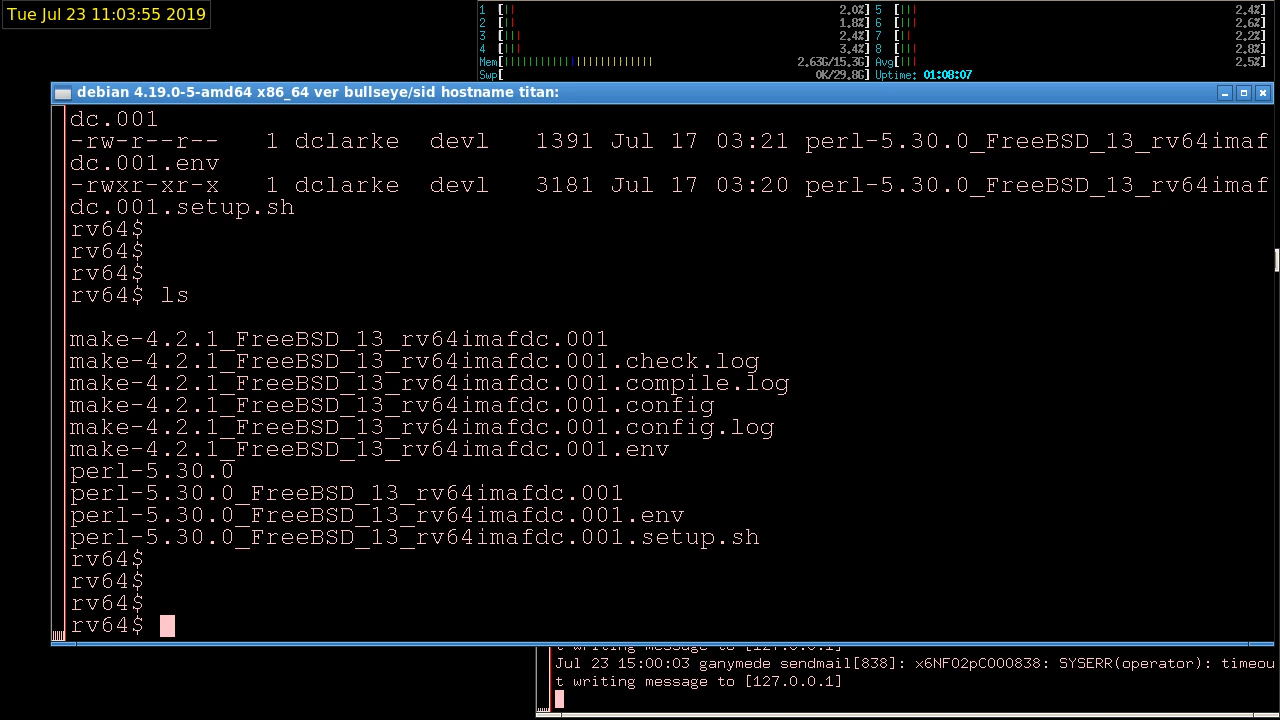 Tue Jul 23 11:03:55 2019
1 [|| 2.0%] 5 [||| 2.4%]
2 [|| 1.8%] 6 [||| 2.6%]
3 [||| 2.4%] 7 [||| 2.2%]
4 [||| 3.4%] 8 [||| 2.8%]
Mem[ 2.63G/15.3G] Avg[||| 2.5%]
Swp[ 0K/29.8G] Uptime: 01:08:07
debian 4.19.0-5-amd64 x86_64 ver bullseye/sid hostname titan:
dc.001
-rw-r--r-- 1 dclarke devl 1391 Jul 17 03:21 perl-5.30.0_FreeBSD_13_rv64imaf
dc.001.env
-rwxr-xr-x 1 dclarke devl 3181 Jul 17 03:20 perl-5.30.0_FreeBSD_13_rv64imaf
dc.001.setup.sh
rv64$
rv64$
rv64$
rv64$ ls
make-4.2.1_FreeBSD_13_rv64imafdc.001
make-4.2.1_FreeBSD_13_rv64imafdc.001.check.log
make-4.2.1_FreeBSD_13_rv64imafdc.001.compile.log
make-4.2.1_FreeBSD_13_rv64imafdc.001.config
make-4.2.1_FreeBSD_13_rv64imafdc.001.config.log
make-4.2.1_FreeBSD_13_rv64imafdc.001.env
perl-5.30.0
perl-5.30.0_FreeBSD_13_rv64imafdc.001
perl-5.30.0_FreeBSD_13_rv64imafdc.001.env
perl-5.30.0_FreeBSD_13_rv64imafdc.001.setup.sh
rv64$
rv64$
rv64$
rv64$
t writing message to [127.0.0.1]
Jul 23 15:00:03 ganymede sendmail[838]: x6NF02pC000838: SYSERR(operator): timeou
t writing message to [127.0.0.1]